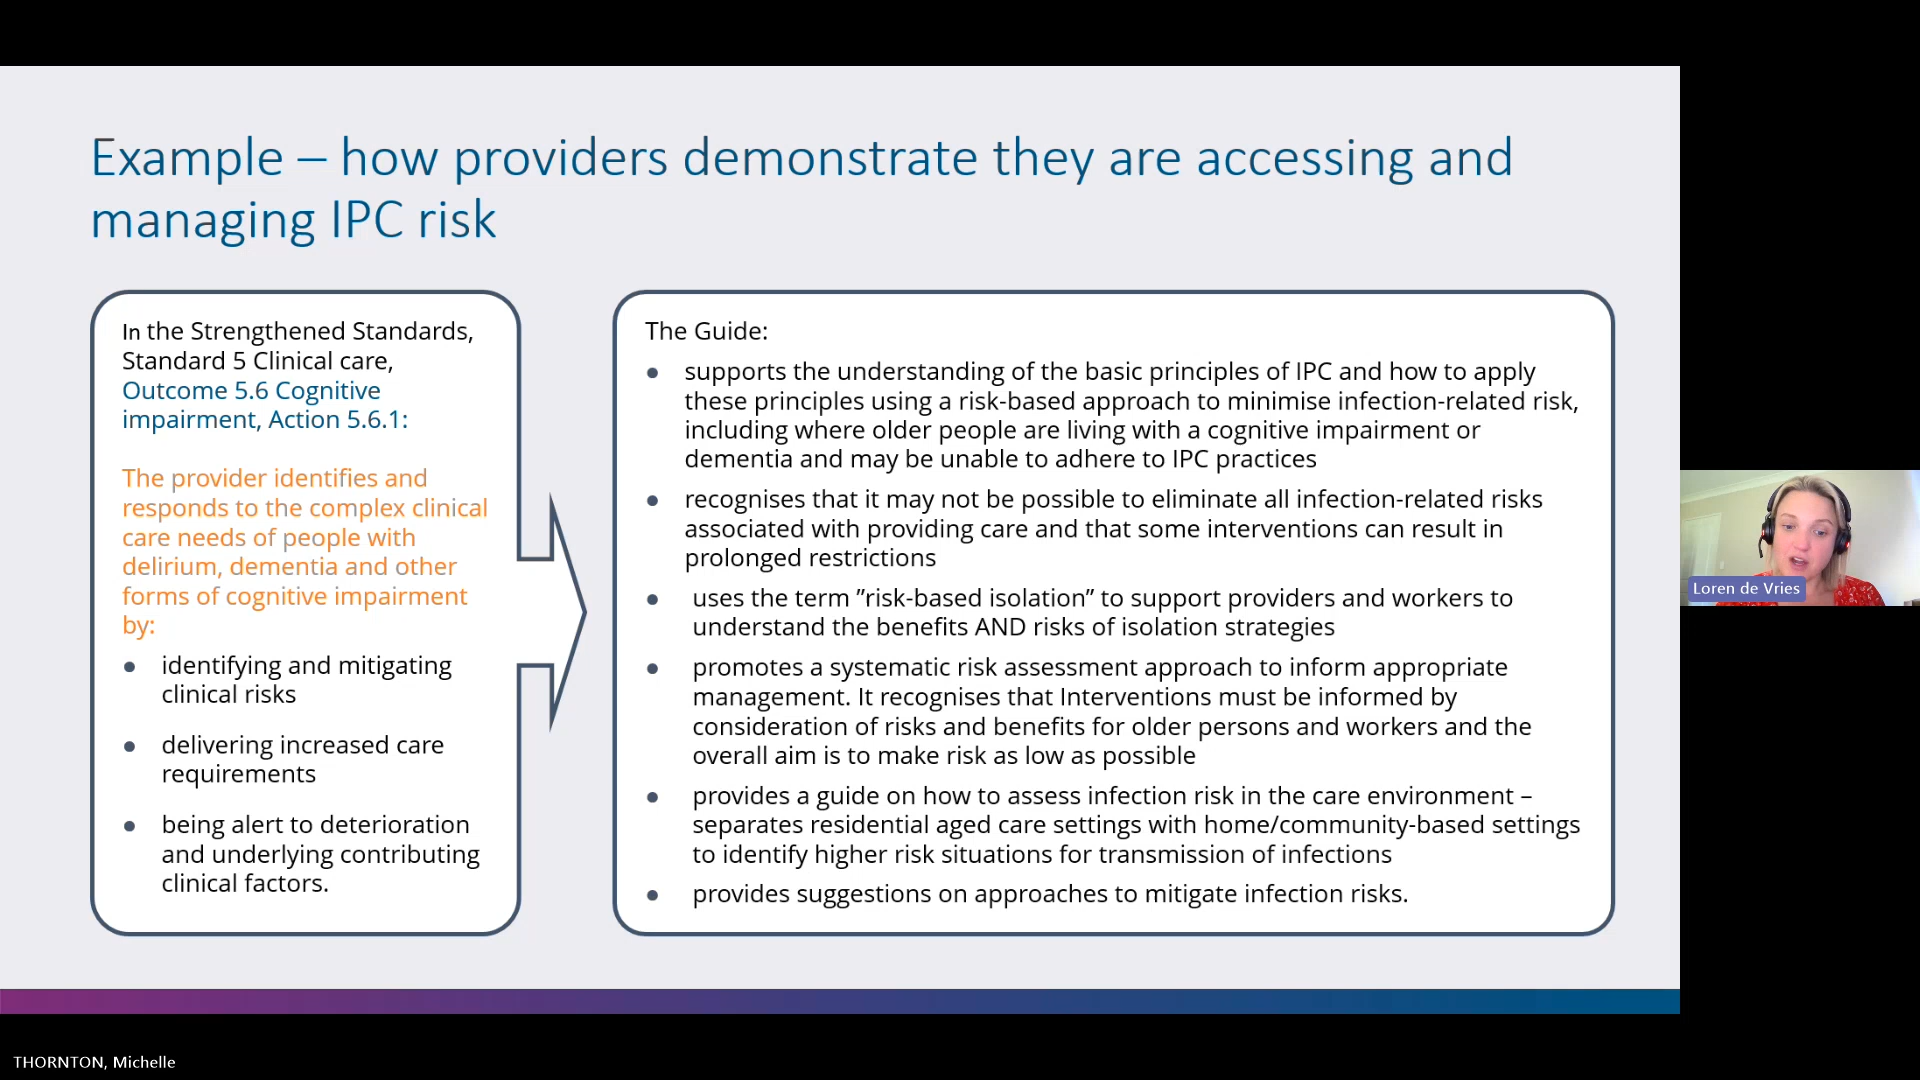 Example – how providers demonstrate they are accessing and
managing IPC risk
In the Strengthened Standards,
Standard 5 Clinical care,
Outcome 5.6 Cognitive
impairment, Action 5.6.1:
The provider identifies and
responds to the complex clinical
care needs of people with
delirium, dementia and other
forms of cognitive impairment
by:
● identifying and mitigating
clinical risks
● delivering increased care
requirements
● being alert to deterioration
and underlying contributing
clinical factors.
The Guide:
● supports the understanding of the basic principles of IPC and how to apply
these principles using a risk-based approach to minimise infection-related risk,
including where older people are living with a cognitive impairment or
dementia and may be unable to adhere to IPC practices
● recognises that it may not be possible to eliminate all infection-related risks
associated with providing care and that some interventions can result in
prolonged restrictions
● uses the term ”risk-based isolation” to support providers and workers to
understand the benefits AND risks of isolation strategies
● promotes a systematic risk assessment approach to inform appropriate
management. It recognises that Interventions must be informed by
consideration of risks and benefits for older persons and workers and the
overall aim is to make risk as low as possible
● provides a guide on how to assess infection risk in the care environment –
separates residential aged care settings with home/community-based settings
to identify higher risk situations for transmission of infections
● provides suggestions on approaches to mitigate infection risks.
Loren de Vries
THORNTON, Michelle